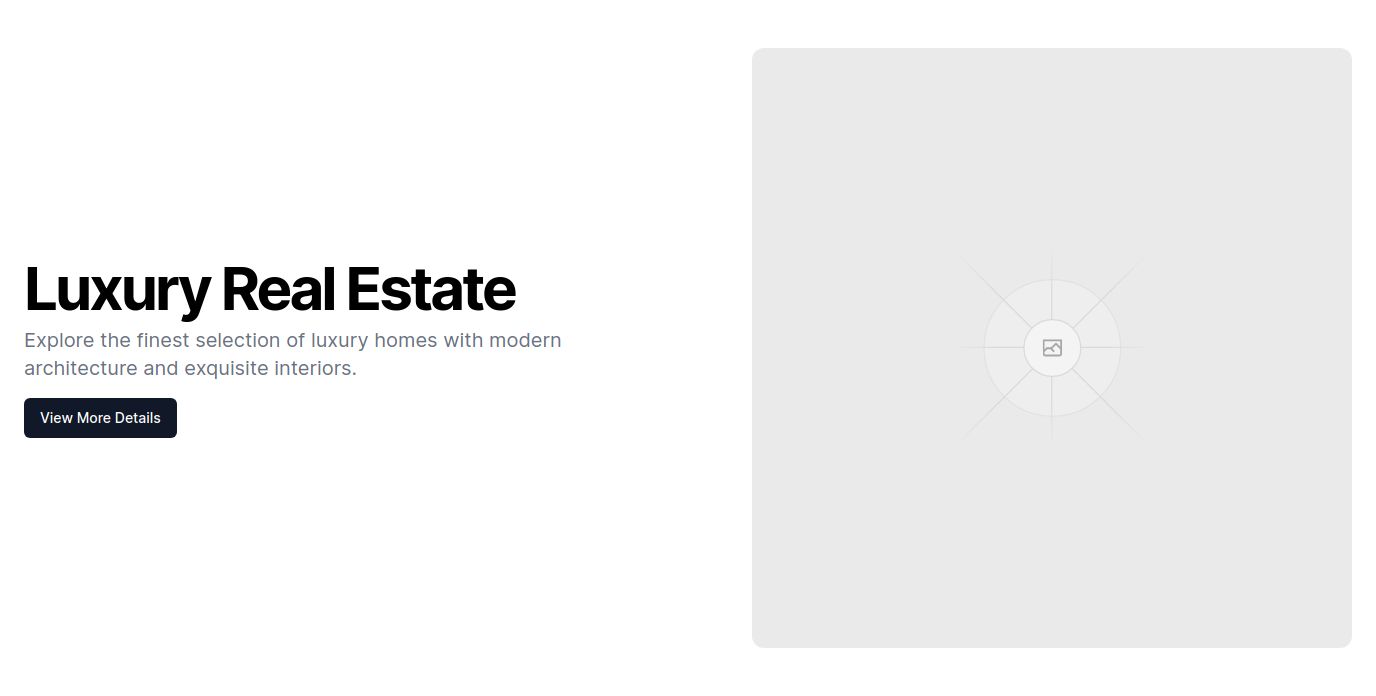 Luxury Real Estate
Explore the finest selection of luxury homes with modern
architecture and exquisite interiors.
View More Details